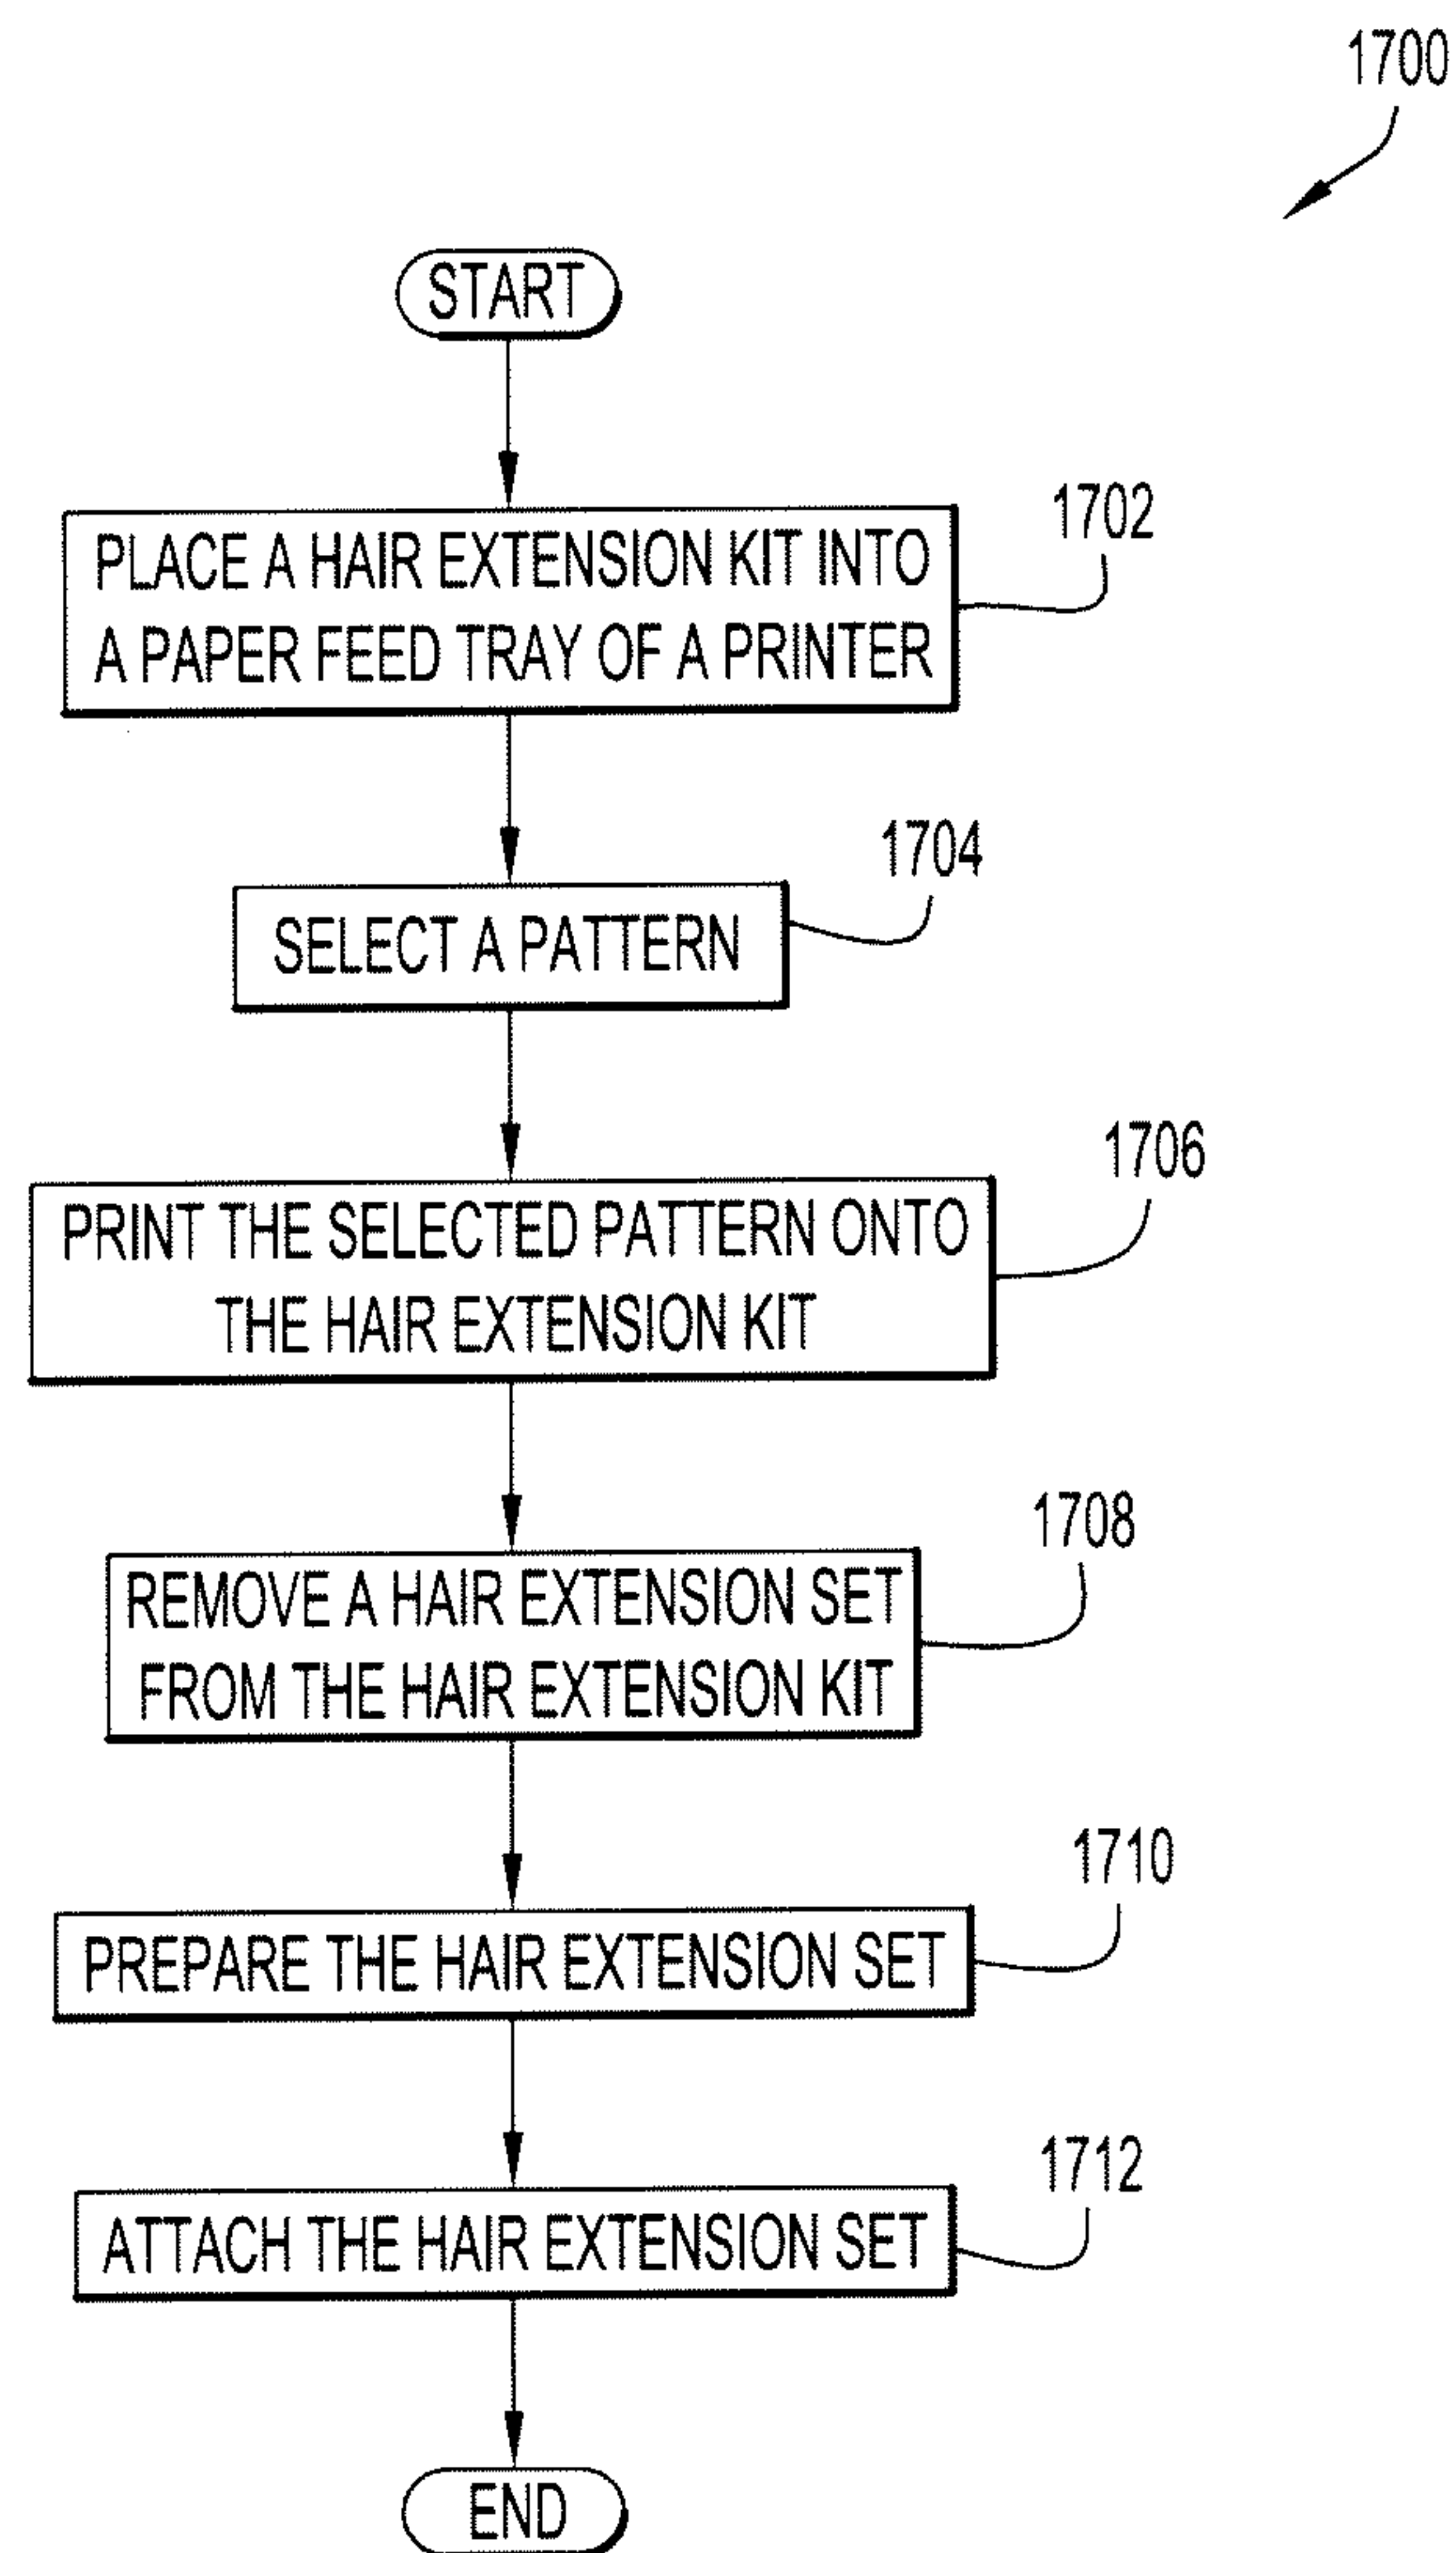 1700
START
PLACE A HAIR EXTENSION KIT INTO
A PAPER FEED TRAY OF A PRINTER
1702
SELECT A PATTERN
1704
PRINT THE SELECTED PATTERN ONTO
THE HAIR EXTENSION KIT
1706
REMOVE A HAIR EXTENSION SET
FROM THE HAIR EXTENSION KIT
1708
PREPARE THE HAIR EXTENSION SET
1710
ATTACH THE HAIR EXTENSION SET
1712
END